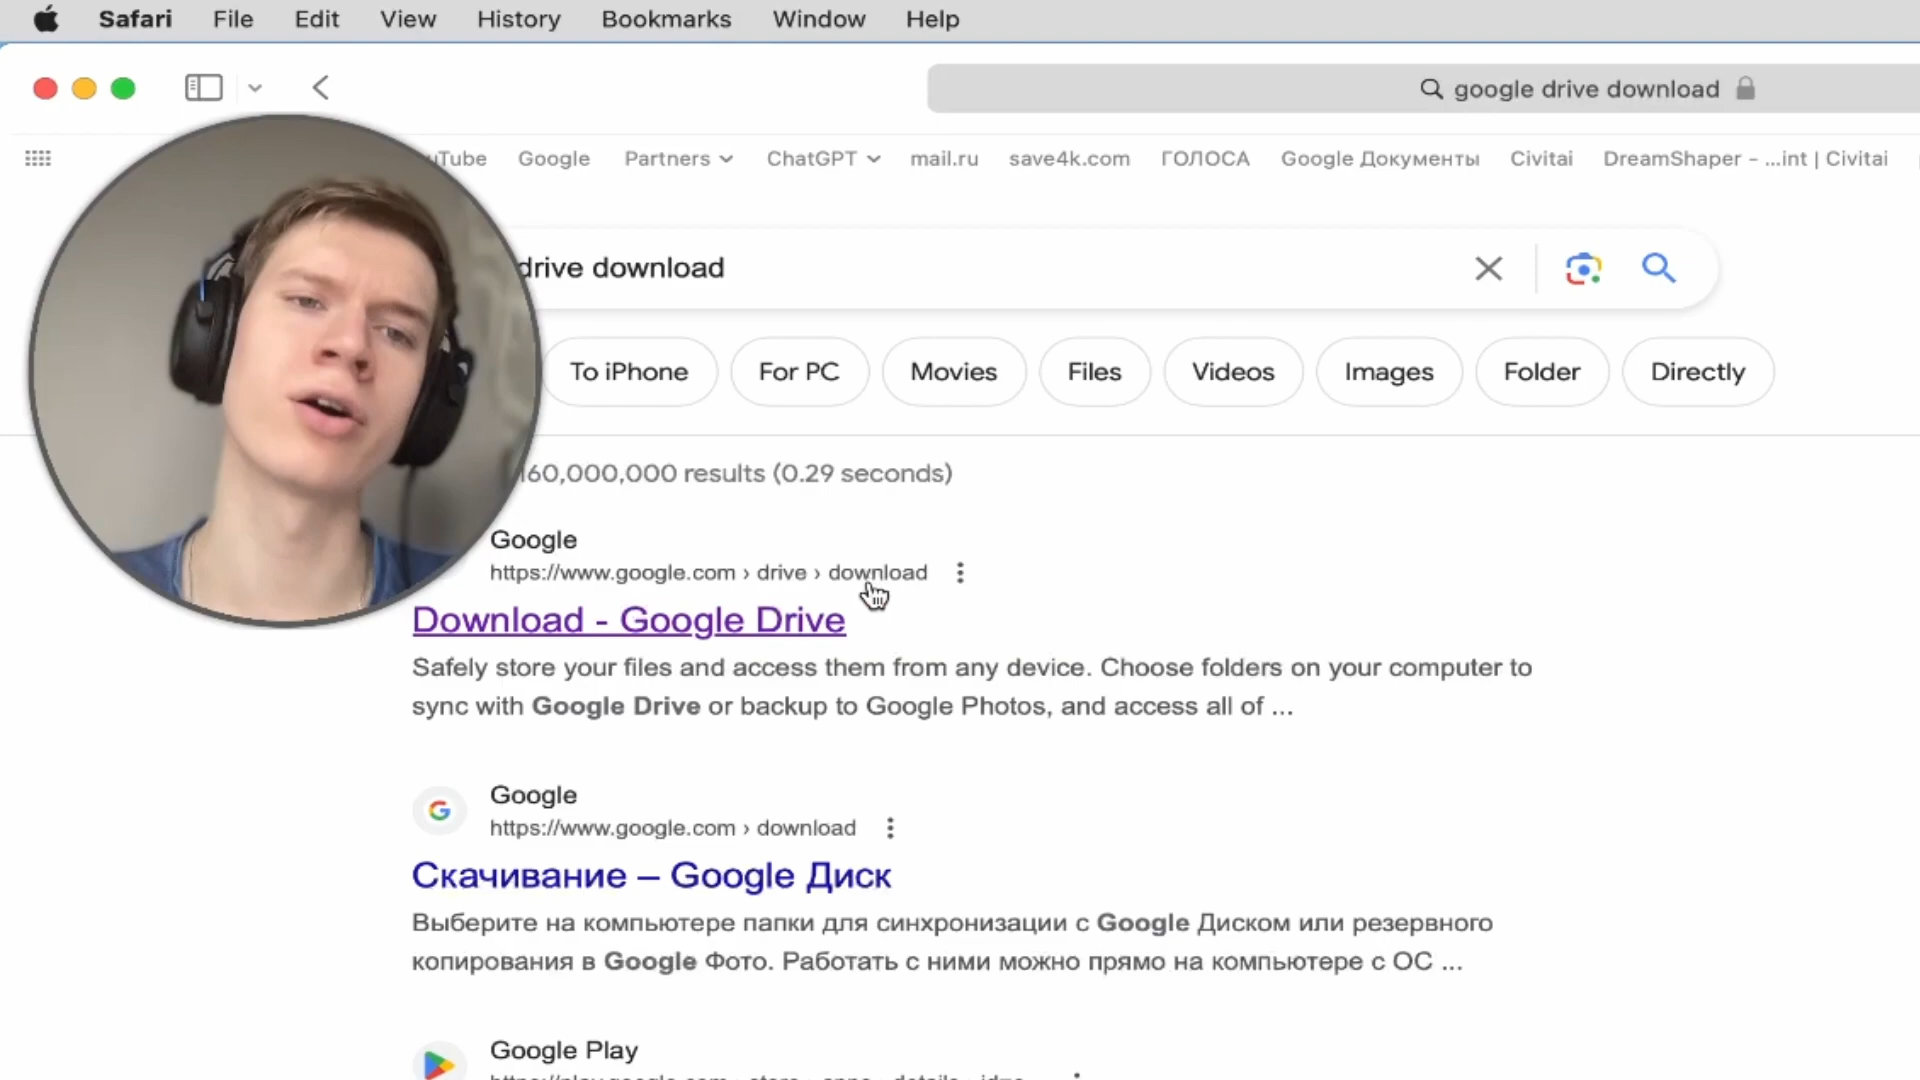 Safari File Edit View History Bookmarks Window Help
google drive download
uTube Google Partners ChatGPT mail.ru save4k.com ГОЛОСА Google Документы Civitai DreamShaper - ...int | Civitai
drive download
To iPhone For PC Movies Files Videos Images Folder Directly
60,000,000 results (0.29 seconds)
Google
https://www.google.com › drive › download
Download - Google Drive
Safely store your files and access them from any device. Choose folders on your computer to
sync with Google Drive or backup to Google Photos, and access all of ...
Google
https://www.google.com › download
Скачивание – Google Диск
Выберите на компьютере папки для синхронизации с Google Диском или резервного
копирования в Google Фото. Работать с ними можно прямо на компьютере с ОС ...
Google Play